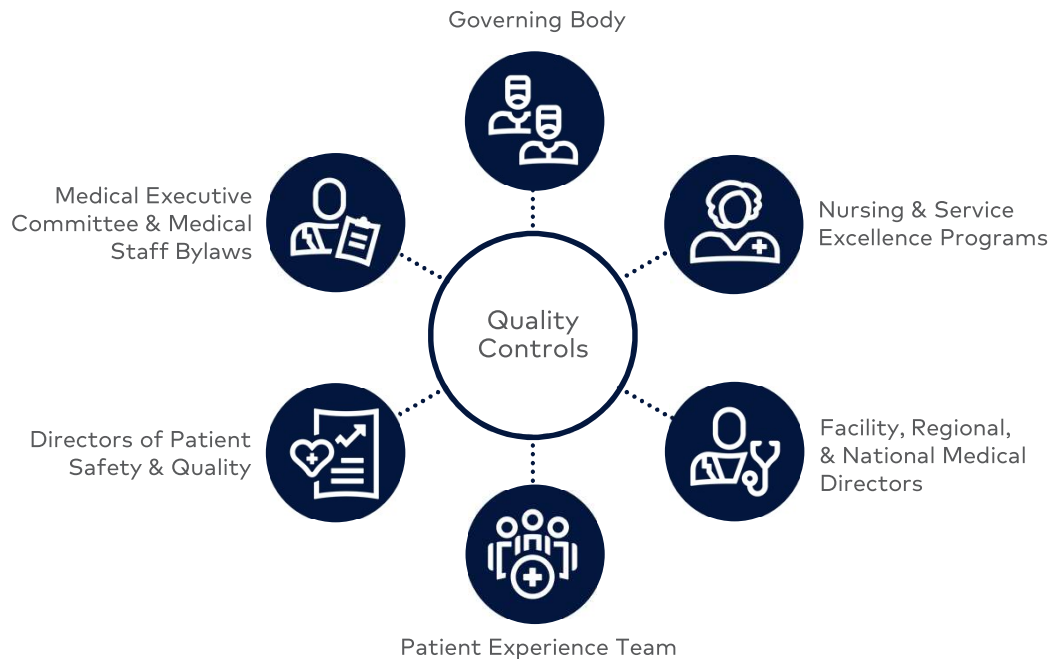 Governing Body
Medical Executive
Committee & Medical
Staff Bylaws
Nursing & Service
Excellence Programs
Quality
Controls
Directors of Patient
Safety & Quality
Facility, Regional,
& National Medical
Directors
Patient Experience Team